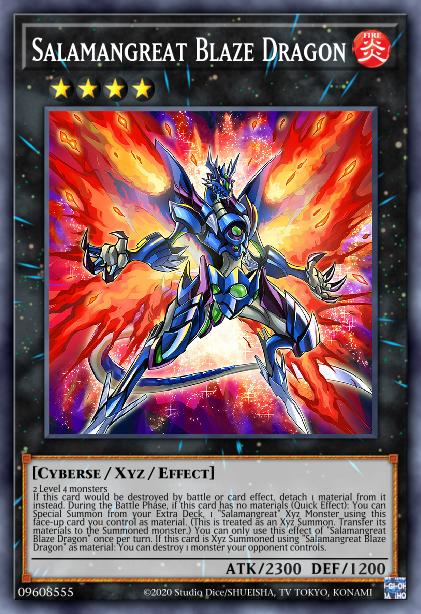 SALAMANGREAT BLAZE DRAGON
FIRE
炎
[CYBERSE / XYZ / EFFECT]
2 Level 4 monsters
If this card would be destroyed by battle or card effect, detach 1 material from it
instead. During the Battle Phase, if this card has no materials (Quick Effect): You can
Special Summon from your Extra Deck, 1 "Salamangreat" Xyz Monster using this
face-up card you control as material. (This is treated as an Xyz Summon. Transfer its
materials to the Summoned monster.) You can only use this effect of "Salamangreat
Blaze Dragon" once per turn. If this card is Xyz Summoned using "Salamangreat Blaze
Dragon" as material: You can destroy 1 monster your opponent controls.
ATK/2300 DEF/1200
09608555
©2020 Studio Dice/SHUEISHA, TV TOKYO, KONAMI